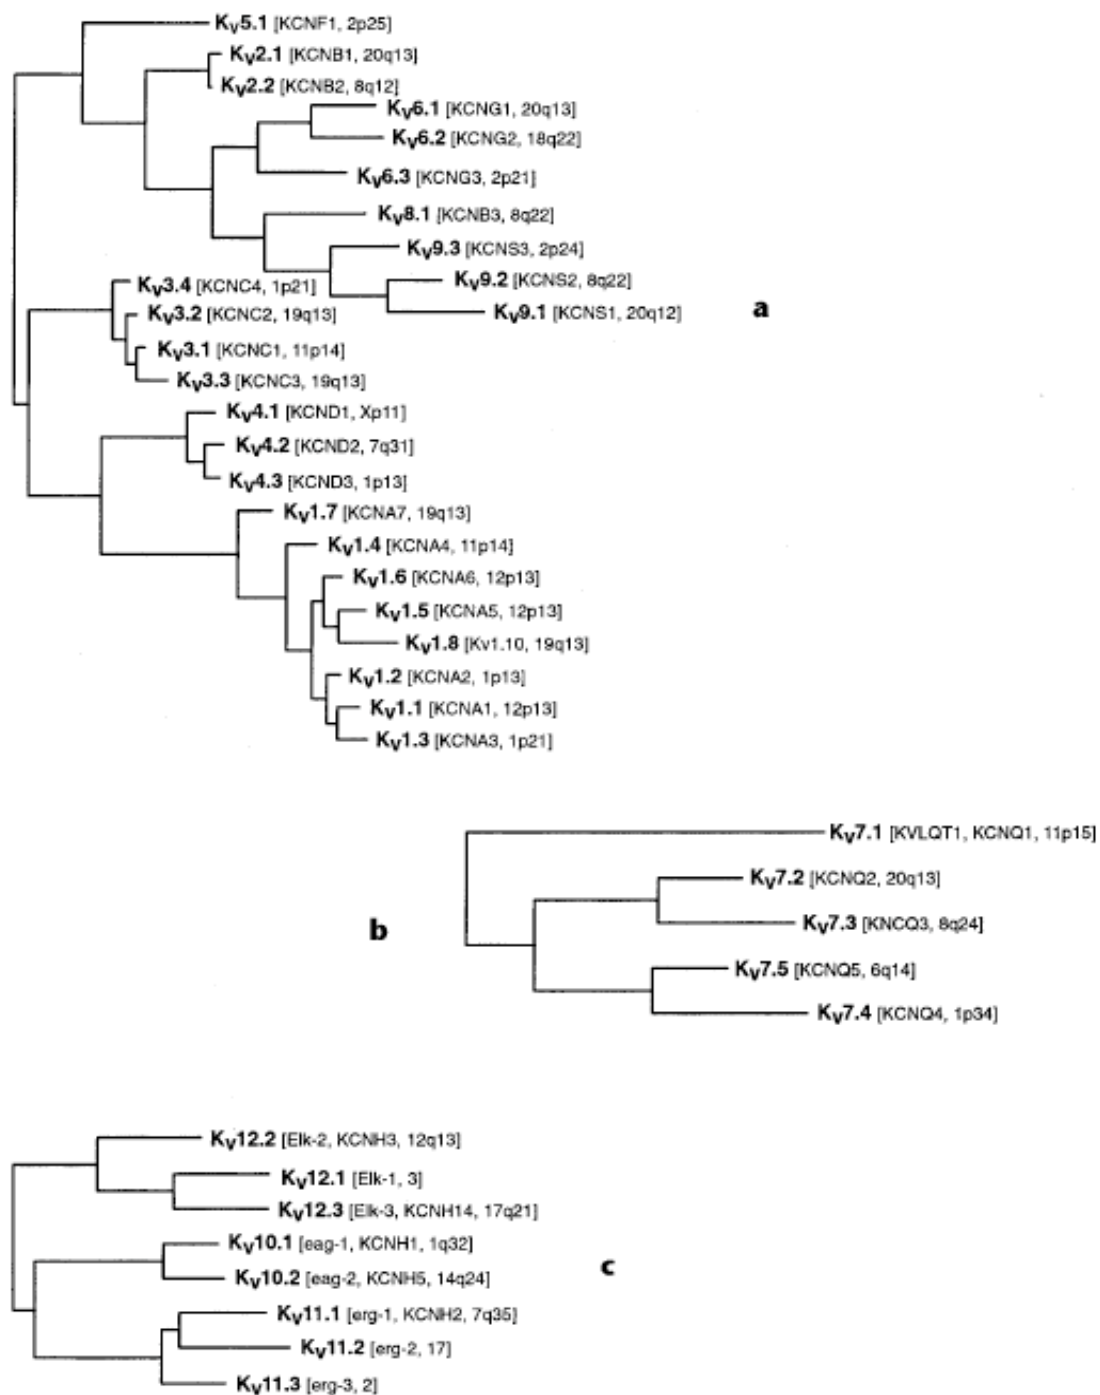 Kv5.1 [KCNF1, 2p25]
Kv2.1 [KCNB1, 20q13]
Kv2.2 [KCNB2, 8q12]
Kv6.1 [KCNG1, 20q13]
Kv6.2 [KCNG2, 18q22]
Kv6.3 [KCNG3, 2p21]
Kv8.1 [KCNB3, 8q22]
Kv9.3 [KCNS3, 2p24]
Kv9.2 [KCNS2, 8q22]
Kv3.4 [KCNC4, 1p21]
Kv9.1 [KCNS1, 20q12]
a
Kv3.2 [KCNC2, 19q13]
Kv3.1 [KCNC1, 11p14]
Kv3.3 [KCNC3, 19q13]
Kv4.1 [KCND1, Xp11]
Kv4.2 [KCND2, 7q31]
Kv4.3 [KCND3, 1p13]
Kv1.7 [KCNA7, 19q13]
Kv1.4 [KCNA4, 11p14]
Kv1.6 [KCNA6, 12p13]
Kv1.5 [KCNA5, 12p13]
Kv1.8 [Kv1.10, 19q13]
Kv1.2 [KCNA2, 1p13]
Kv1.1 [KCNA1, 12p13]
Kv1.3 [KCNA3, 1p21]
Kv7.1 [KVLQT1, KCNQ1, 11p15]
Kv7.2 [KCNQ2, 20q13]
b
Kv7.3 [KNCQ3, 8q24]
Kv7.5 [KCNQ5, 6q14]
Kv7.4 [KCNQ4, 1p34]
Kv12.2 [Elk-2, KCNH3, 12q13]
Kv12.1 [Elk-1, 3]
Kv12.3 [Elk-3, KCNH14, 17q21]
Kv10.1 [eag-1, KCNH1, 1q32]
c
Kv10.2 [eag-2, KCNH5, 14q24]
Kv11.1 [erg-1, KCNH2, 7q35]
Kv11.2 [erg-2, 17]
Kv11.3 [erg-3, 2]